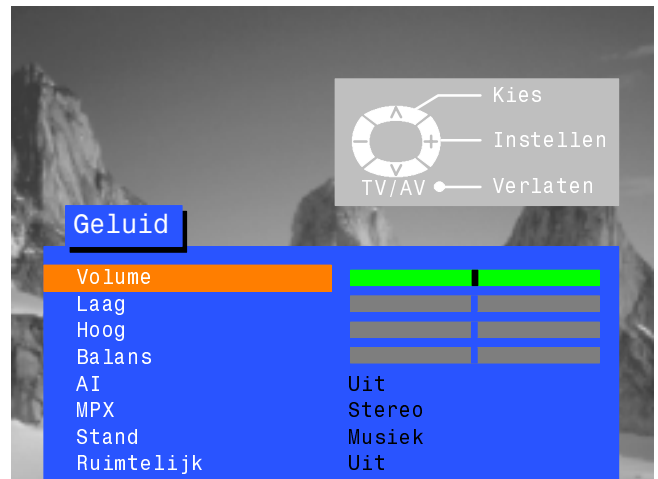 Kies
Instellen
TV/AV Verlaten
Geluid
Volume
Laag
Hoog
Balans
AI Uit
MPX Stereo
Stand Musiek
Ruimtelijk Uit